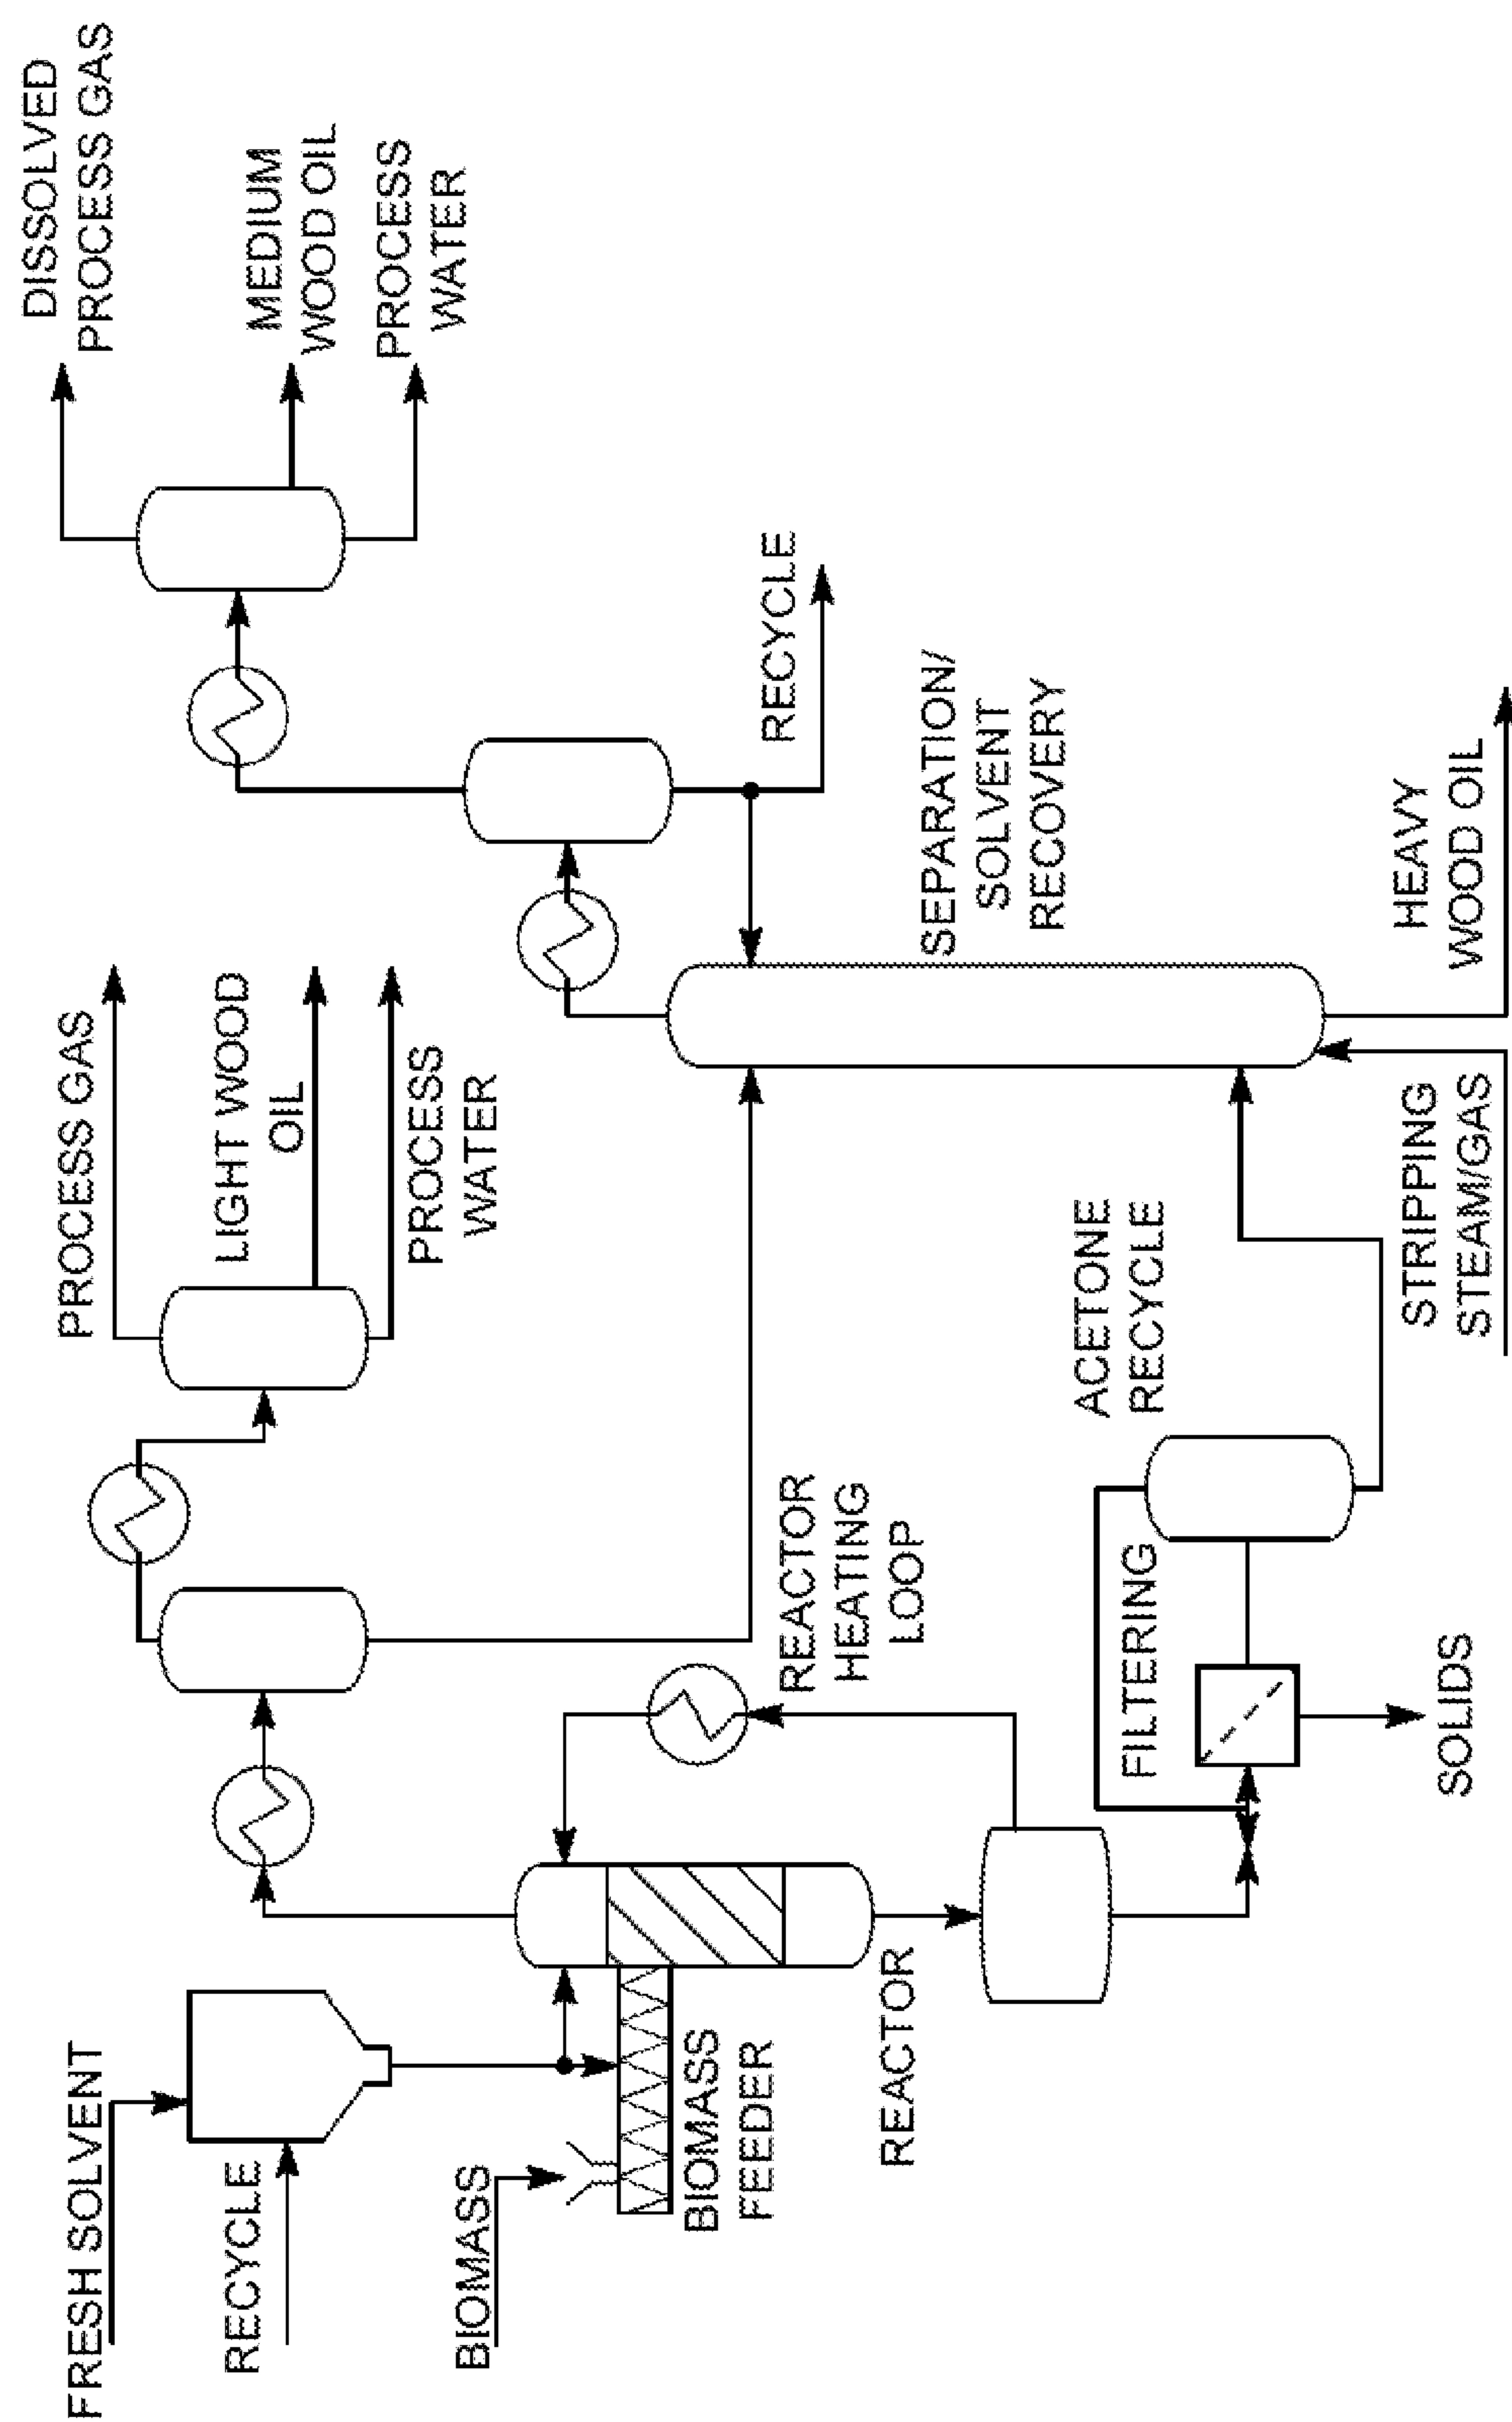 FRESH SOLVENT
RECYCLE
BIOMASS
BIOMASS
FEEDER
REACTOR
REACTOR
HEATING
LOOP
FILTERING
SOLIDS
ACETONE
RECYCLE
PROCESS GAS
LIGHT WOOD
OIL
PROCESS
WATER
STRIPPING
STEAM/GAS
SEPARATION/
SOLVENT
RECOVERY
HEAVY
WOOD OIL
RECYCLE
DISSOLVED
PROCESS GAS
MEDIUM
WOOD OIL
PROCESS
WATER